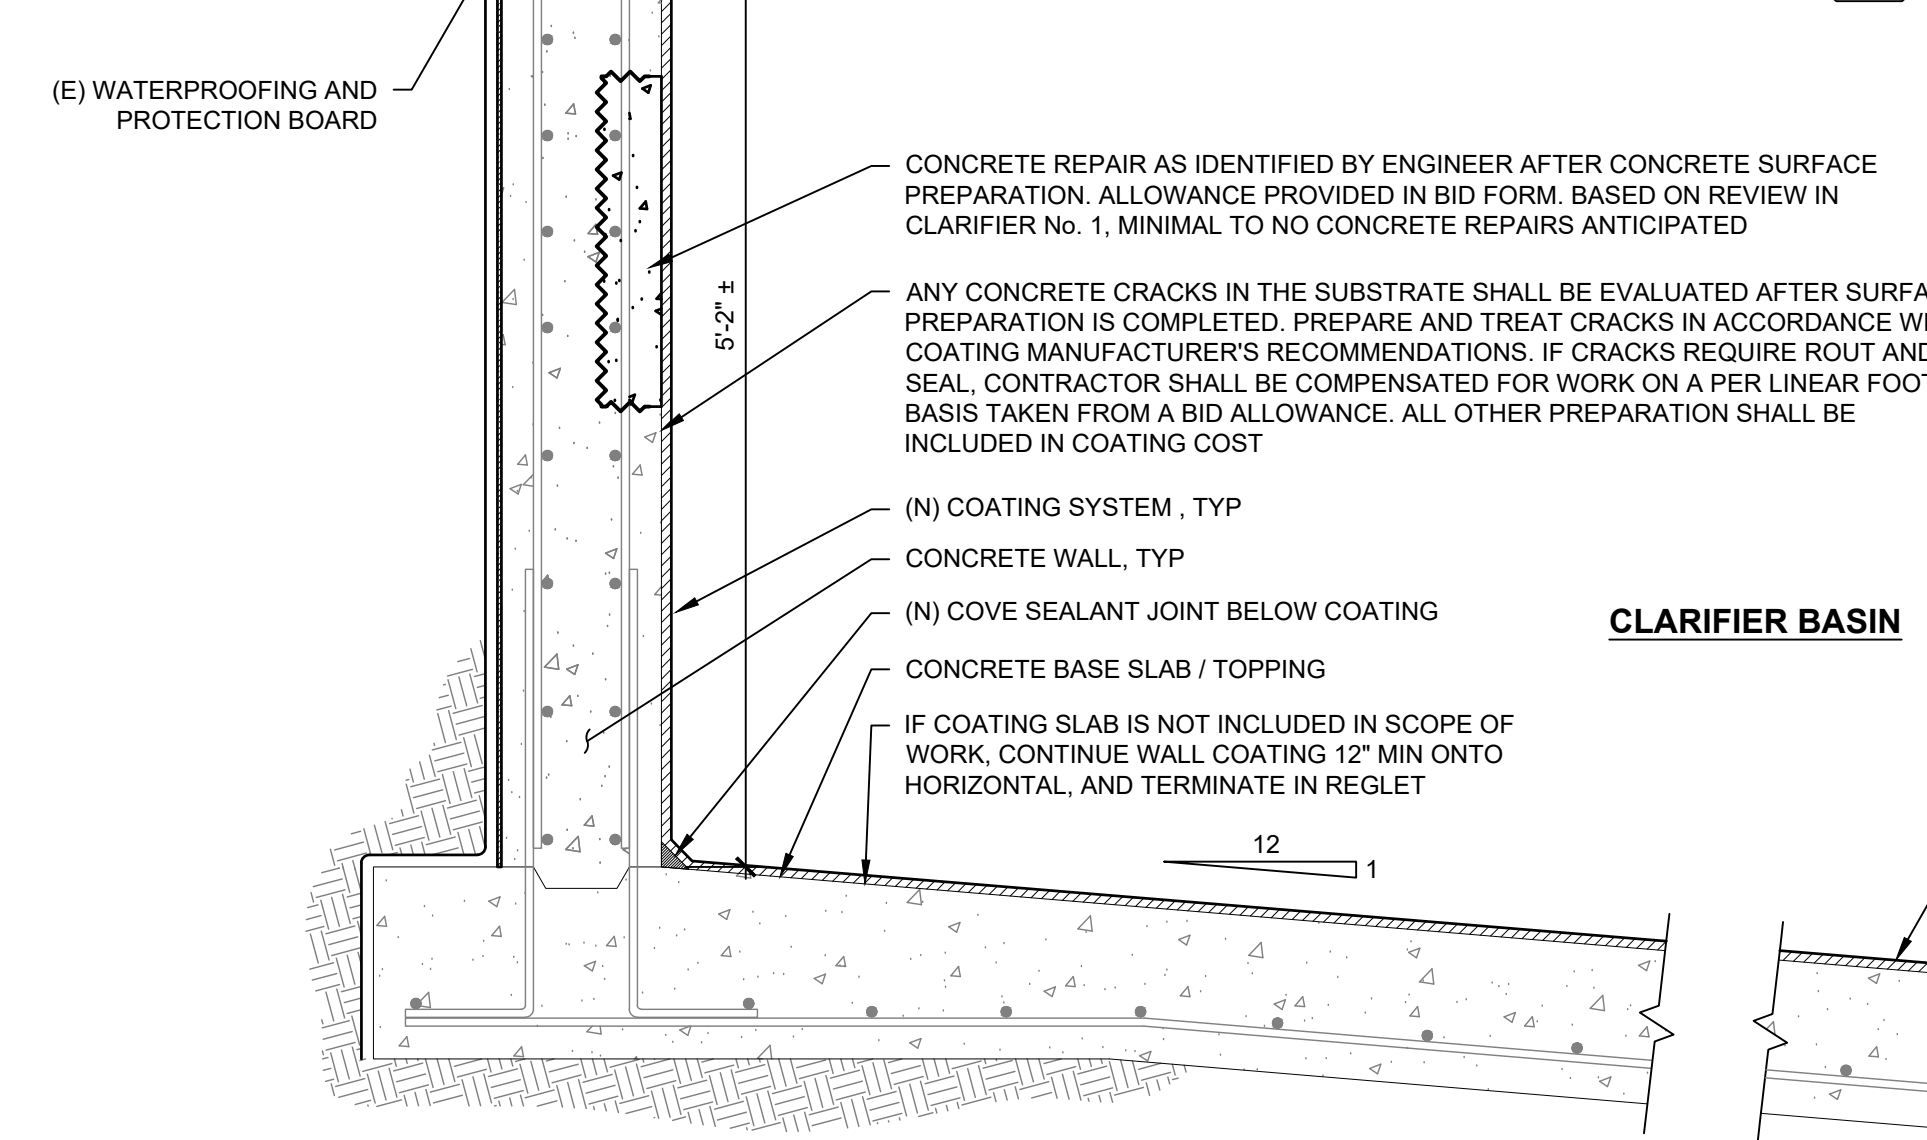 (E) WATERPROOFING AND
PROTECTION BOARD
CONCRETE REPAIR AS IDENTIFIED BY ENGINEER AFTER CONCRETE SURFACE
PREPARATION. ALLOWANCE PROVIDED IN BID FORM. BASED ON REVIEW IN
CLARIFIER No. 1, MINIMAL TO NO CONCRETE REPAIRS ANTICIPATED
5'-2" ±
ANY CONCRETE CRACKS IN THE SUBSTRATE SHALL BE EVALUATED AFTER SURFA
PREPARATION IS COMPLETED. PREPARE AND TREAT CRACKS IN ACCORDANCE WI
COATING MANUFACTURER'S RECOMMENDATIONS. IF CRACKS REQUIRE ROUT AND
SEAL, CONTRACTOR SHALL BE COMPENSATED FOR WORK ON A PER LINEAR FOOT
BASIS TAKEN FROM A BID ALLOWANCE. ALL OTHER PREPARATION SHALL BE
INCLUDED IN COATING COST
(N) COATING SYSTEM , TYP
CONCRETE WALL, TYP
(N) COVE SEALANT JOINT BELOW COATING
CLARIFIER BASIN
CONCRETE BASE SLAB / TOPPING
IF COATING SLAB IS NOT INCLUDED IN SCOPE OF
WORK, CONTINUE WALL COATING 12" MIN ONTO
HORIZONTAL, AND TERMINATE IN REGLET
12
1